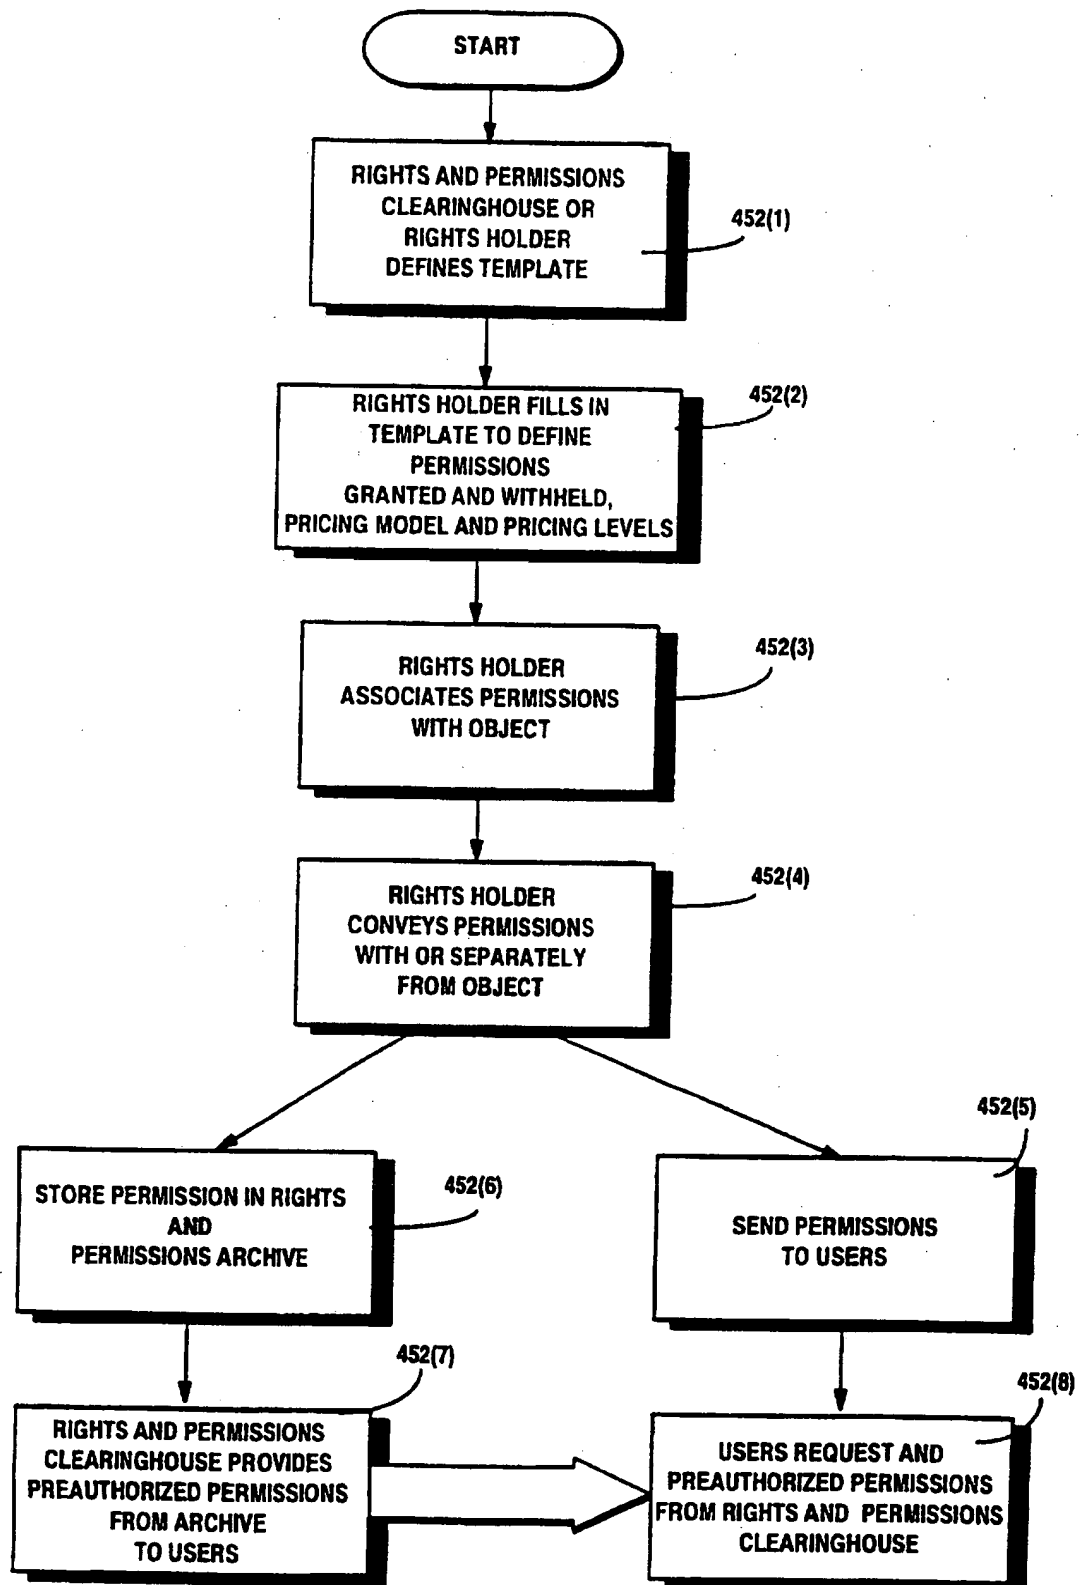 START
RIGHTS AND PERMISSIONS
CLEARINGHOUSE OR
RIGHTS HOLDER
DEFINES TEMPLATE
452(1)
RIGHTS HOLDER FILLS IN
TEMPLATE TO DEFINE
PERMISSIONS
GRANTED AND WITHHELD,
PRICING MODEL AND PRICING LEVELS
452(2)
RIGHTS HOLDER
ASSOCIATES PERMISSIONS
WITH OBJECT
452(3)
RIGHTS HOLDER
CONVEYS PERMISSIONS
WITH OR SEPARATELY
FROM OBJECT
452(4)
STORE PERMISSION IN RIGHTS
AND
PERMISSIONS ARCHIVE
452(6)
SEND PERMISSIONS
TO USERS
452(5)
RIGHTS AND PERMISSIONS
CLEARINGHOUSE PROVIDES
PREAUTHORIZED PERMISSIONS
FROM ARCHIVE
TO USERS
452(7)
USERS REQUEST AND
PREAUTHORIZED PERMISSIONS
FROM RIGHTS AND PERMISSIONS
CLEARINGHOUSE
452(8)